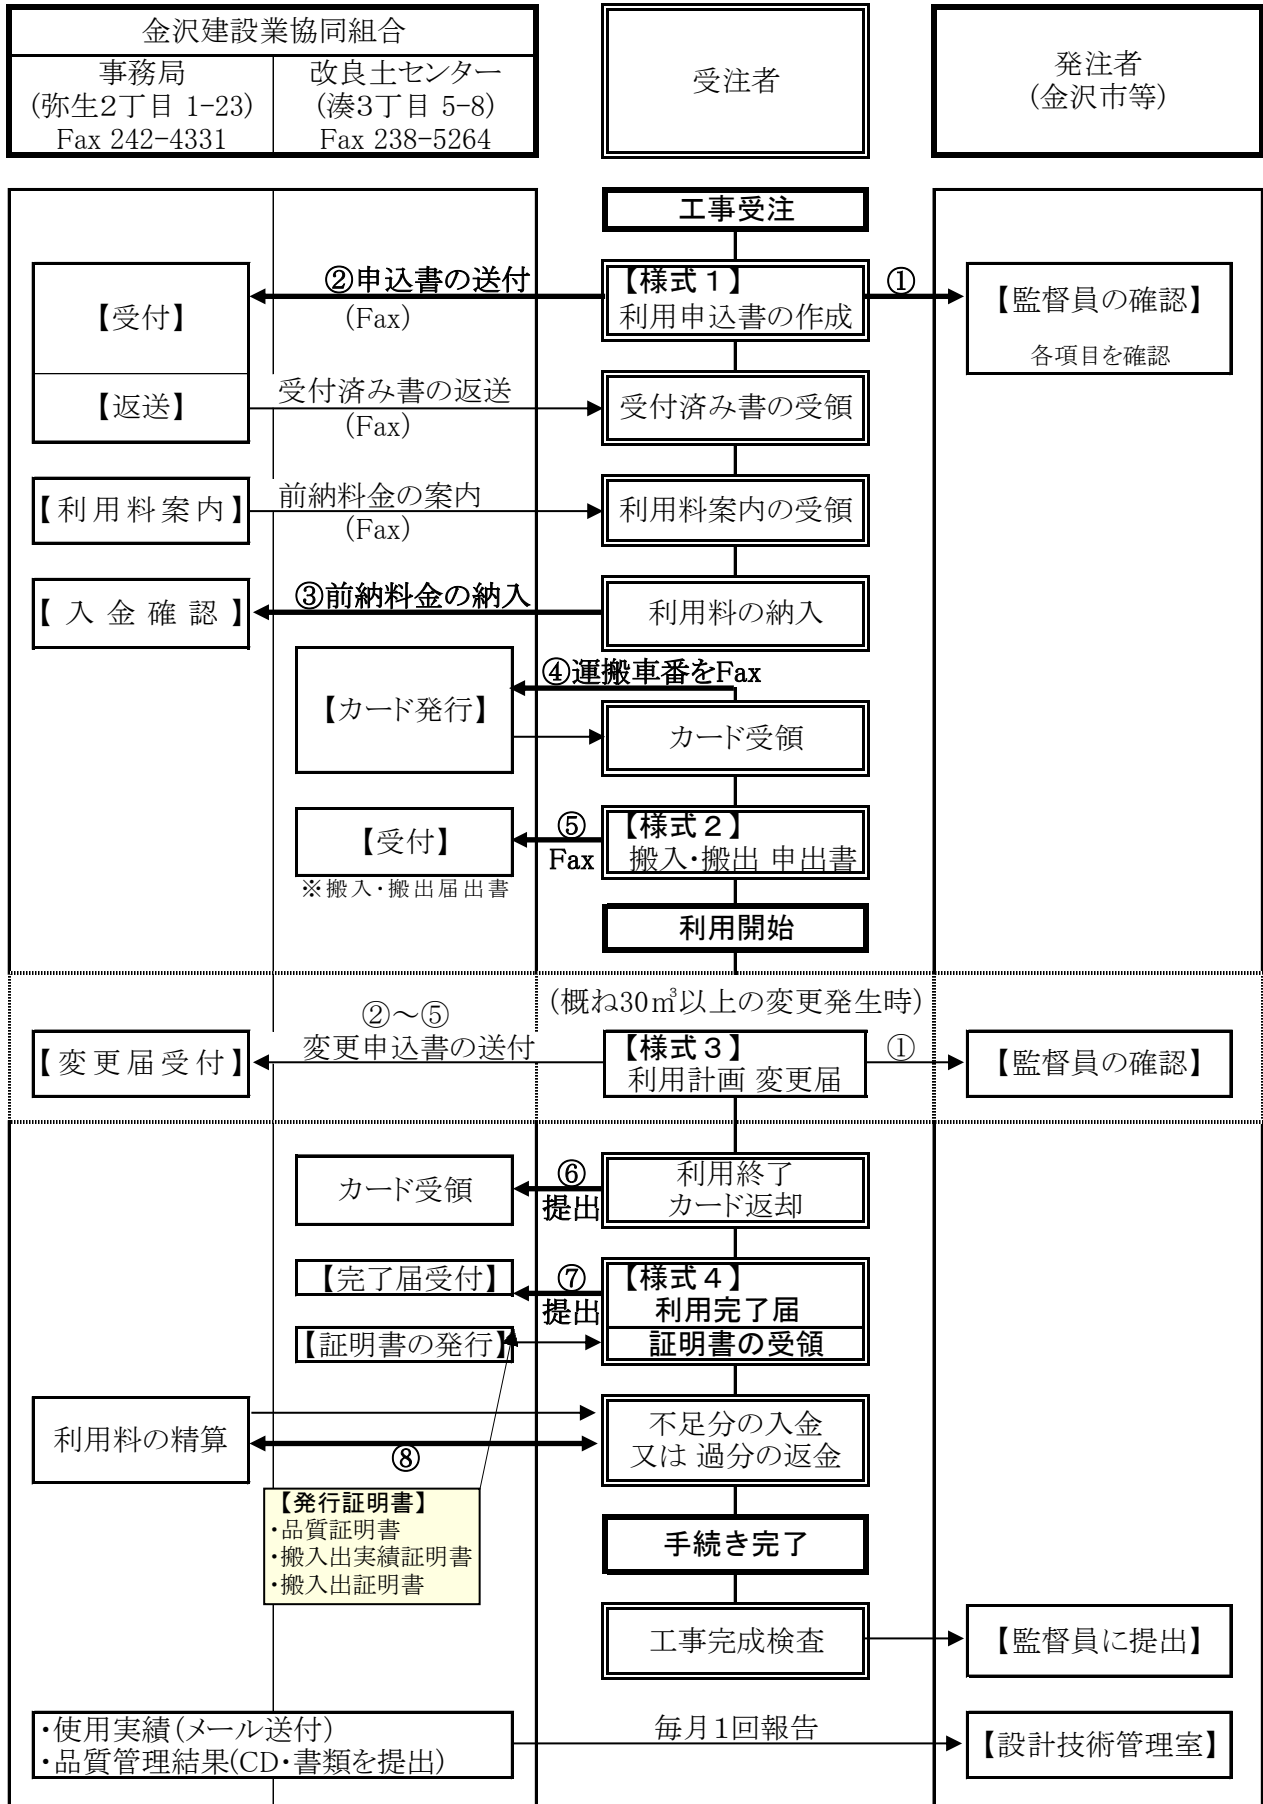 金沢建設業協同組合
事務局
(弥生2丁目 1-23)
Fax 242-4331
改良土センター
(湊3丁目 5-8)
Fax 238-5264
受注者
発注者
(金沢市等)
工事受注
【受付】
②申込書の送付
(Fax)
【様式１】
利用申込書の作成
①
【監督員の確認】
各項目を確認
【返送】
受付済み書の返送
(Fax)
受付済み書の受領
【利用料案内】
前納料金の案内
(Fax)
利用料案内の受領
【入金確認】
③前納料金の納入
利用料の納入
④運搬車番をFax
【カード発行】
カード受領
【受付】
※搬入・搬出届出書
⑤
Fax
【様式２】
搬入・搬出 申出書
利用開始
(概ね30㎥以上の変更発生時)
【変更届受付】
②～⑤
変更申込書の送付
【様式３】
利用計画 変更届
①
【監督員の確認】
カード受領
⑥
提出
利用終了
カード返却
【完了届受付】
⑦
提出
【様式４】
利用完了届
【証明書の発行】
証明書の受領
利用料の精算
⑧
不足分の入金
又は 過分の返金
【発行証明書】
・品質証明書
・搬入出実績証明書
・搬入出証明書
手続き完了
工事完成検査
【監督員に提出】
・使用実績(メール送付)
・品質管理結果(CD・書類を提出)
毎月1回報告
【設計技術管理室】